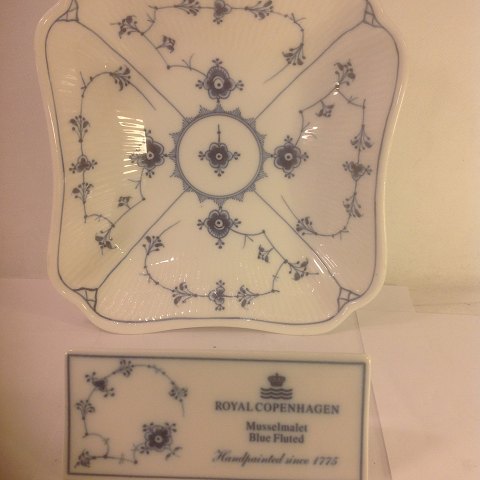 ROYAL COPENHAGEN
Musselmalet
Blue Fluted
Handpainted since 1775